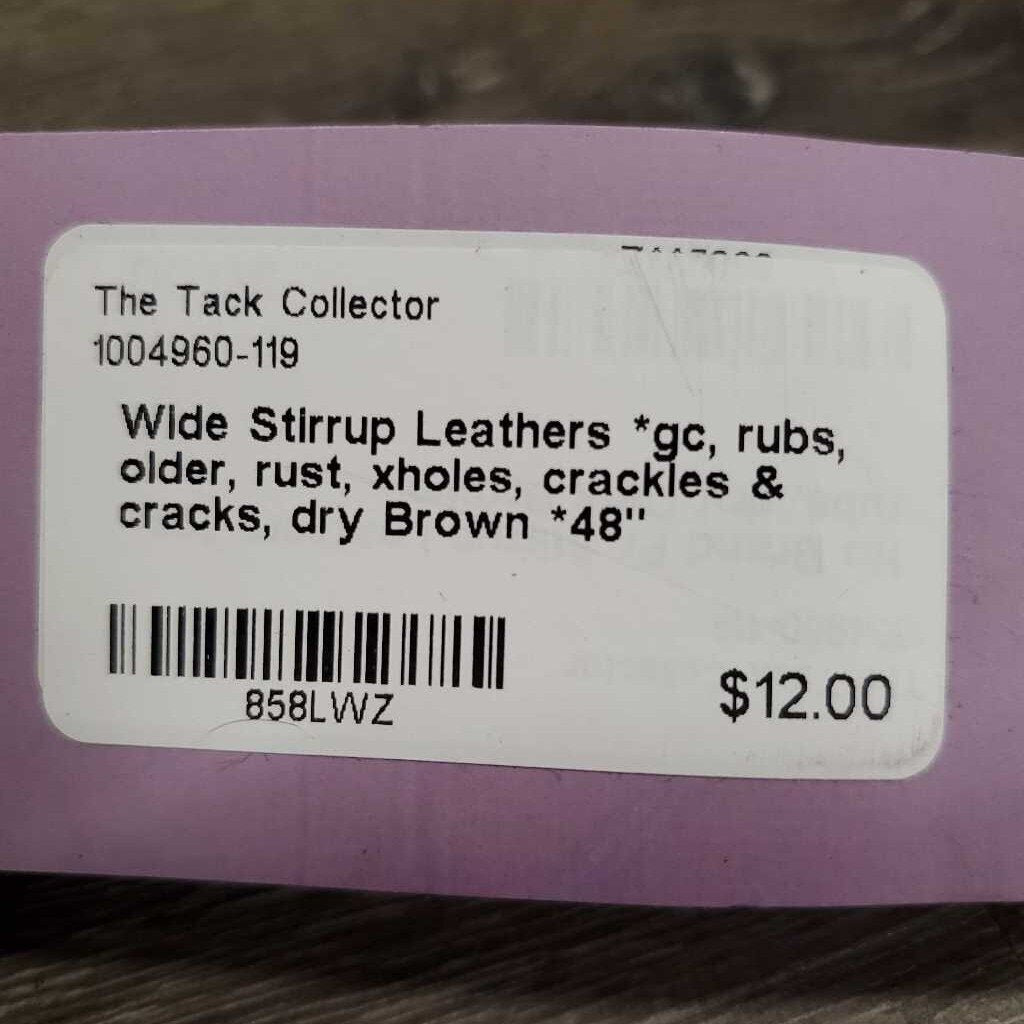 The Tack Collector
1004960-119
Wide Stirrup Leathers *gc, rubs,
older, rust, xholes, crackles &
cracks, dry Brown *48"
858LWZ
$12.00